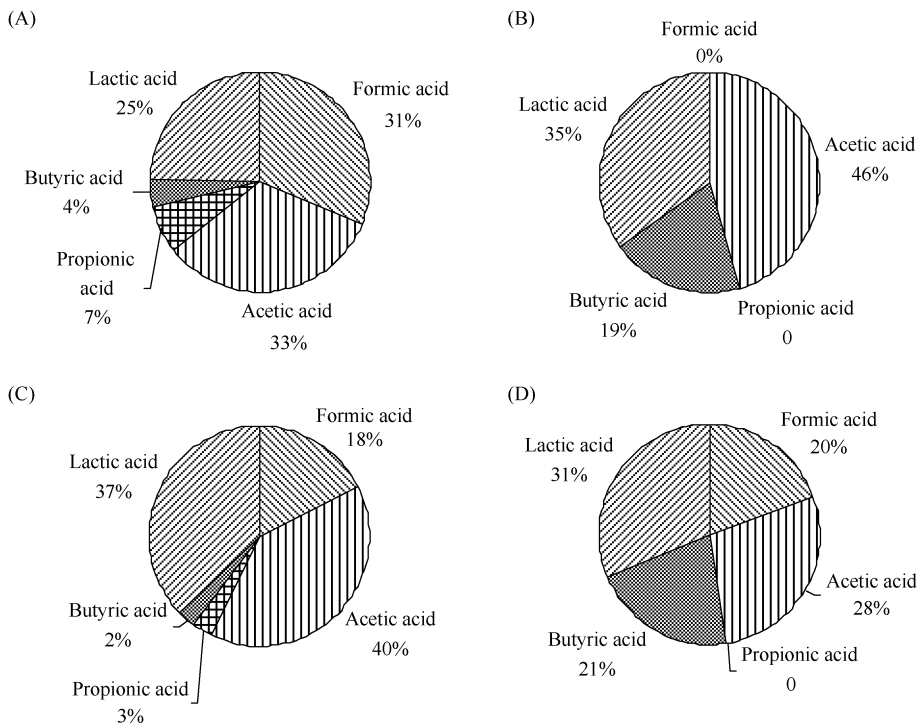 (A)
Lactic acid
25%
Formic acid
31%
Butyric acid
4%
Propionic
acid
7%
Acetic acid
33%
(B)
Formic acid
0%
Lactic acid
35%
Acetic acid
46%
Butyric acid
19%
Propionic acid
0
(C)
Formic acid
18%
Lactic acid
37%
Butyric acid
2%
Acetic acid
40%
Propionic acid
3%
(D)
Formic acid
20%
Lactic acid
31%
Acetic acid
28%
Butyric acid
21%
Propionic acid
0